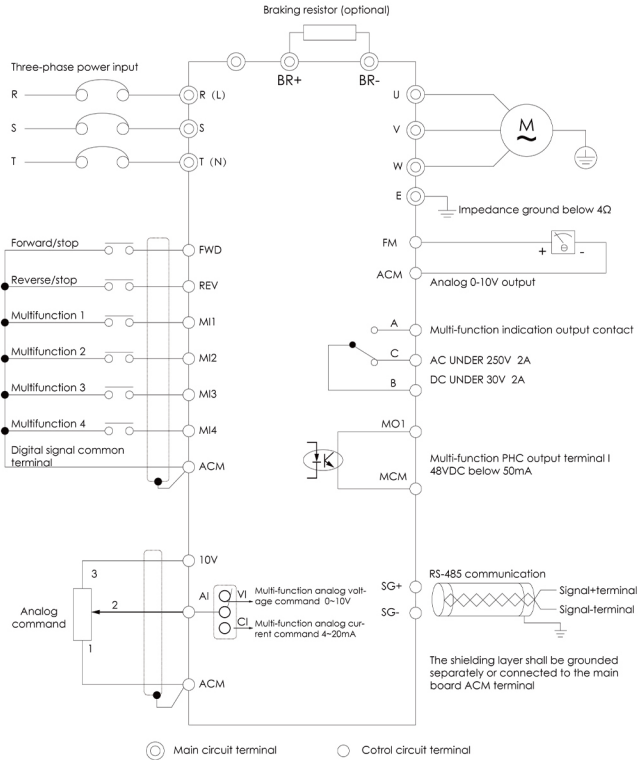 Braking resistor (optional)
BR+
BR-
Three-phase power input
R
R (L)
S
S
T
T (N)
U
V
W
M
~
E
Impedance ground below 4Ω
Forward/stop
FWD
Reverse/stop
REV
Multifunction 1
MI1
Multifunction 2
MI2
Multifunction 3
MI3
Multifunction 4
MI4
Digital signal common
terminal
ACM
FM
+
-
ACM
Analog 0-10V output
A
Multi-function indication output contact
C
AC UNDER 250V 2A
B
DC UNDER 30V 2A
MO1
Multi-function PHC output terminal I
48VDC below 50mA
MCM
10V
3
Analog
command
2
AI
1
ACM
VI
Multi-function analog volt-
age command 0~10V
CI
Multi-function analog cur-
rent command 4~20mA
SG+
SG-
RS-485 communication
Signal+terminal
Signal-terminal
The shielding layer shall be grounded
separately or connected to the main
board ACM terminal
Main circuit terminal
Cotrol circuit terminal